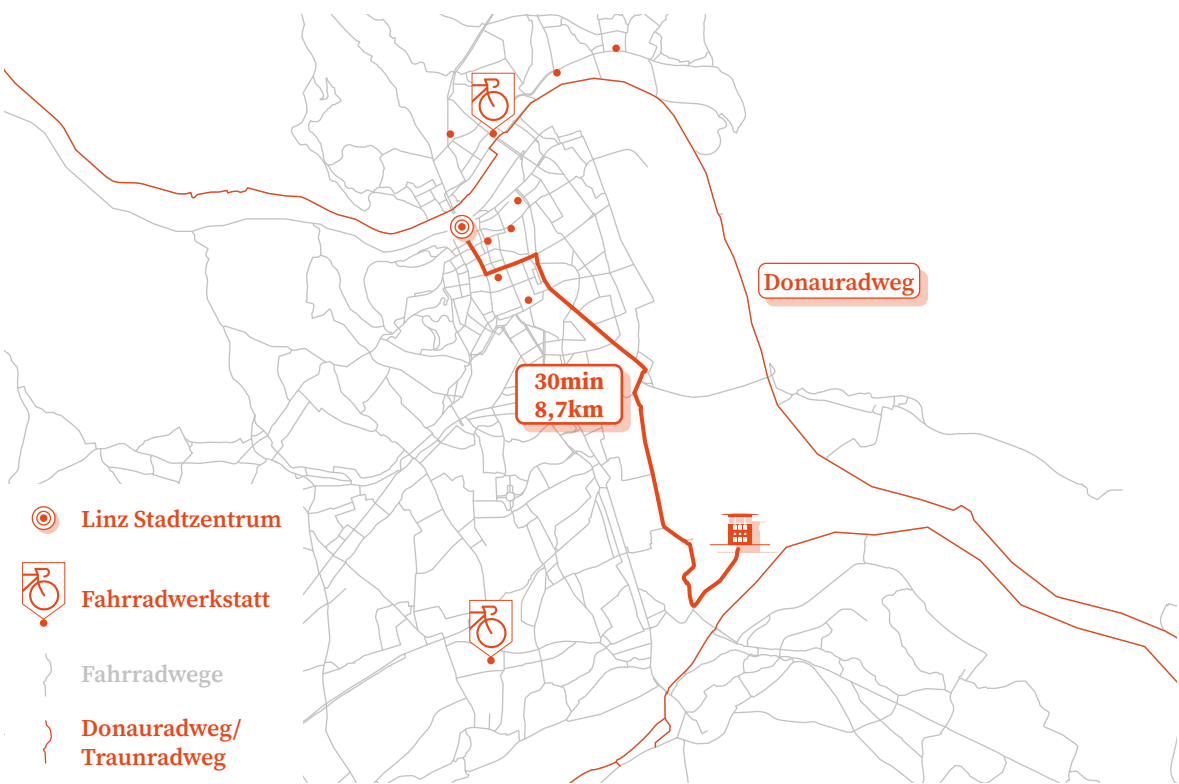 Donauradweg
30min
8,7km
Linz Stadtzentrum
Fahrradwerkstatt
Fahrradwege
Donauradweg/
Traunradweg